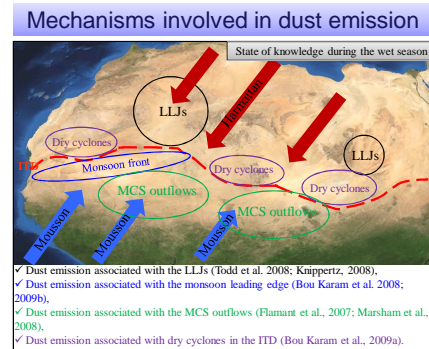 Mechanisms involved in dust emission
State of knowledge during the wet season
LLJs
Harmattan
Dry cyclones
ITD
Monsoon front
Dry cyclones
LLJs
MCS outflows
Dry cyclones
MCS outflows
Mousson
Mousson
Mousson
✓ Dust emission associated with the LLJs (Todd et al. 2008; Knippertz, 2008),
✓ Dust emission associated with the monsoon leading edge (Bou Karam et al. 2008;
2009b),
✓ Dust emission associated with the MCS outflows (Flamant et al., 2007; Marsham et al.,
2008),
✓ Dust emission associated with dry cyclones in the ITD (Bou Karam et al., 2009a).